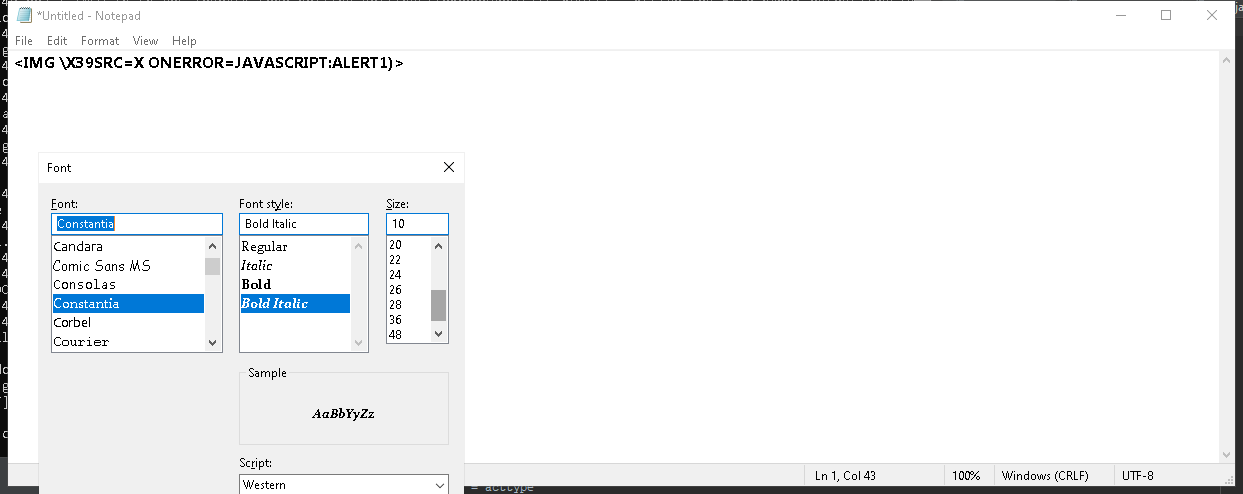 *Untitled - Notepad
File Edit Format View Help
<IMG \X39SRC=X ONERROR=JAVASCRIPT:ALERT1)>
Font
Font: Font style: Size:
Constantia Bold Italic 10
Candara Regular 20
Comic Sans MS Italic 22
Consolas Bold 24
Constantia Bold Italic 26
Corbel 28
Courier 36
48
Sample
AaBbYyZz
Script:
Western
Ln 1, Col 43 100% Windows (CRLF) UTF-8
= acctype